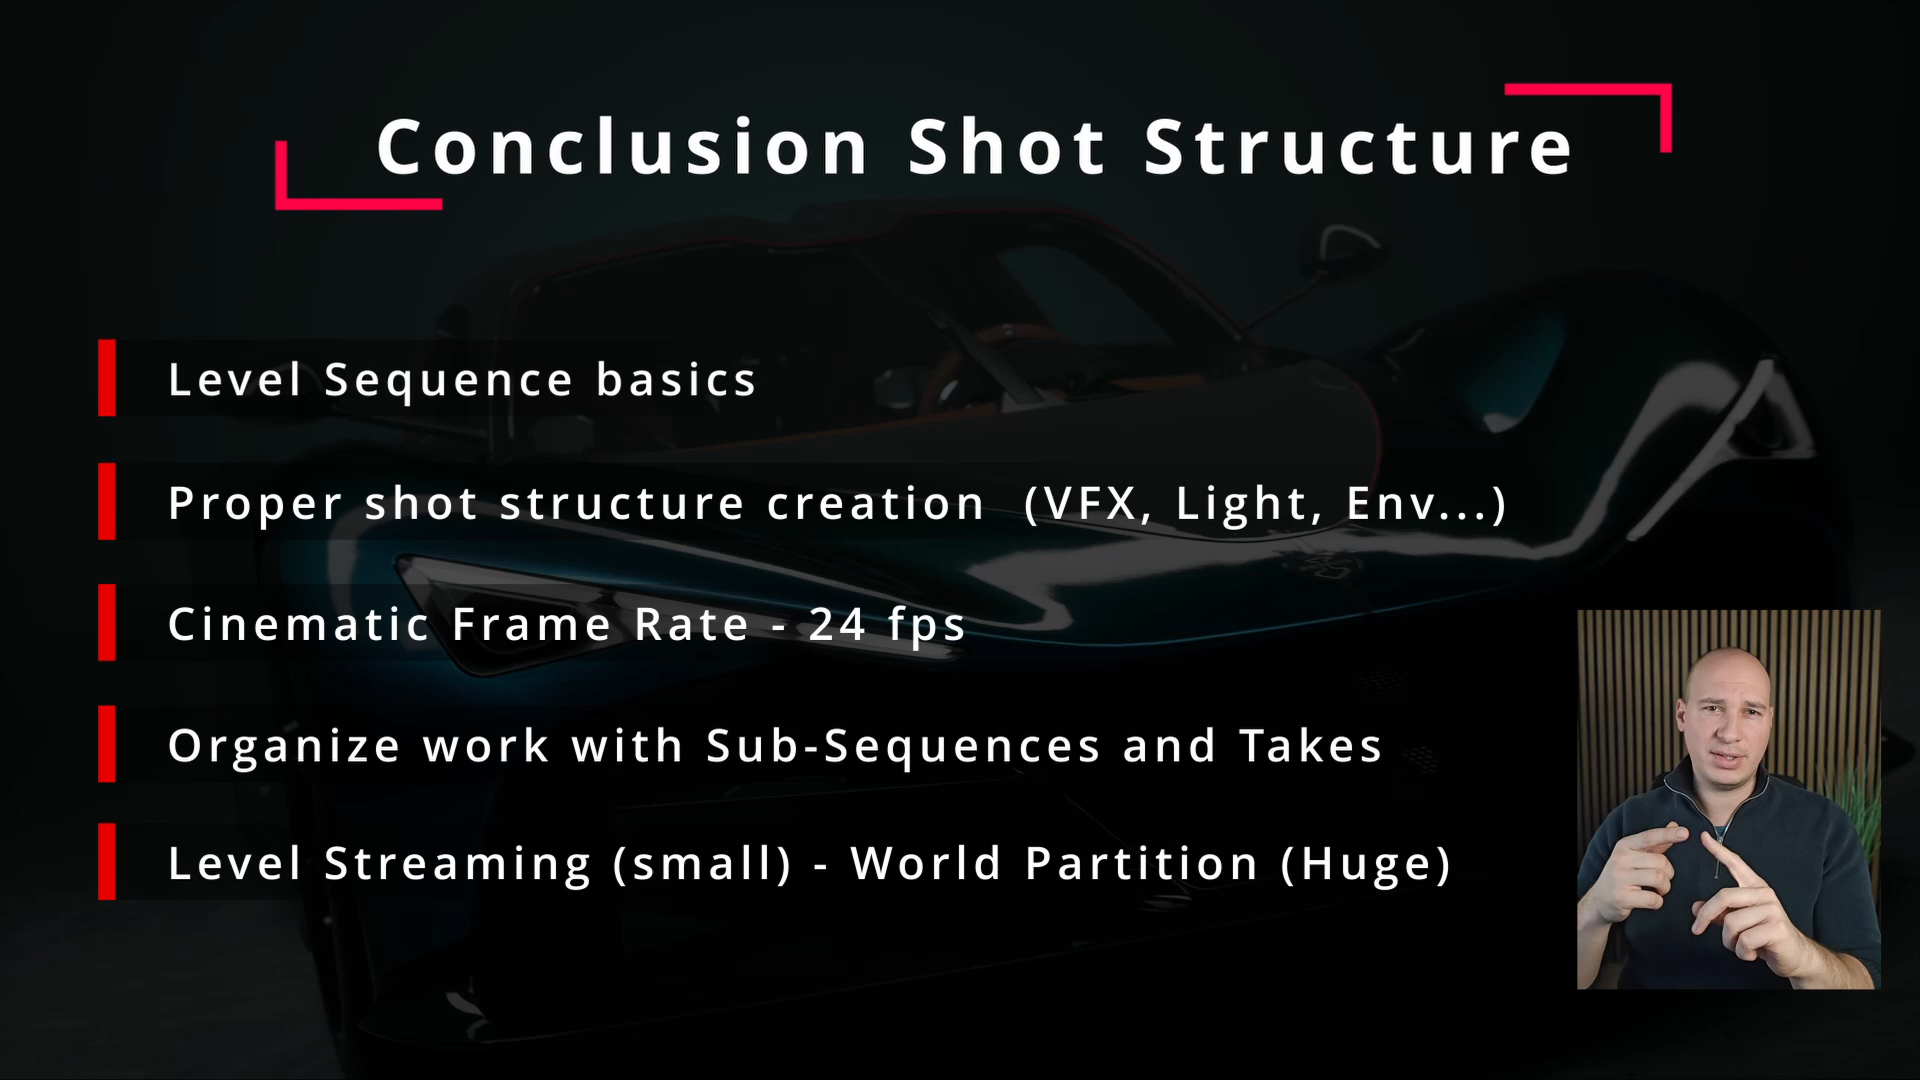 Conclusion Shot Structure
Level Sequence basics
Proper shot structure creation (VFX, Light, Env...)
Cinematic Frame Rate - 24 fps
Organize work with Sub-Sequences and Takes
Level Streaming (small) - World Partition (Huge)